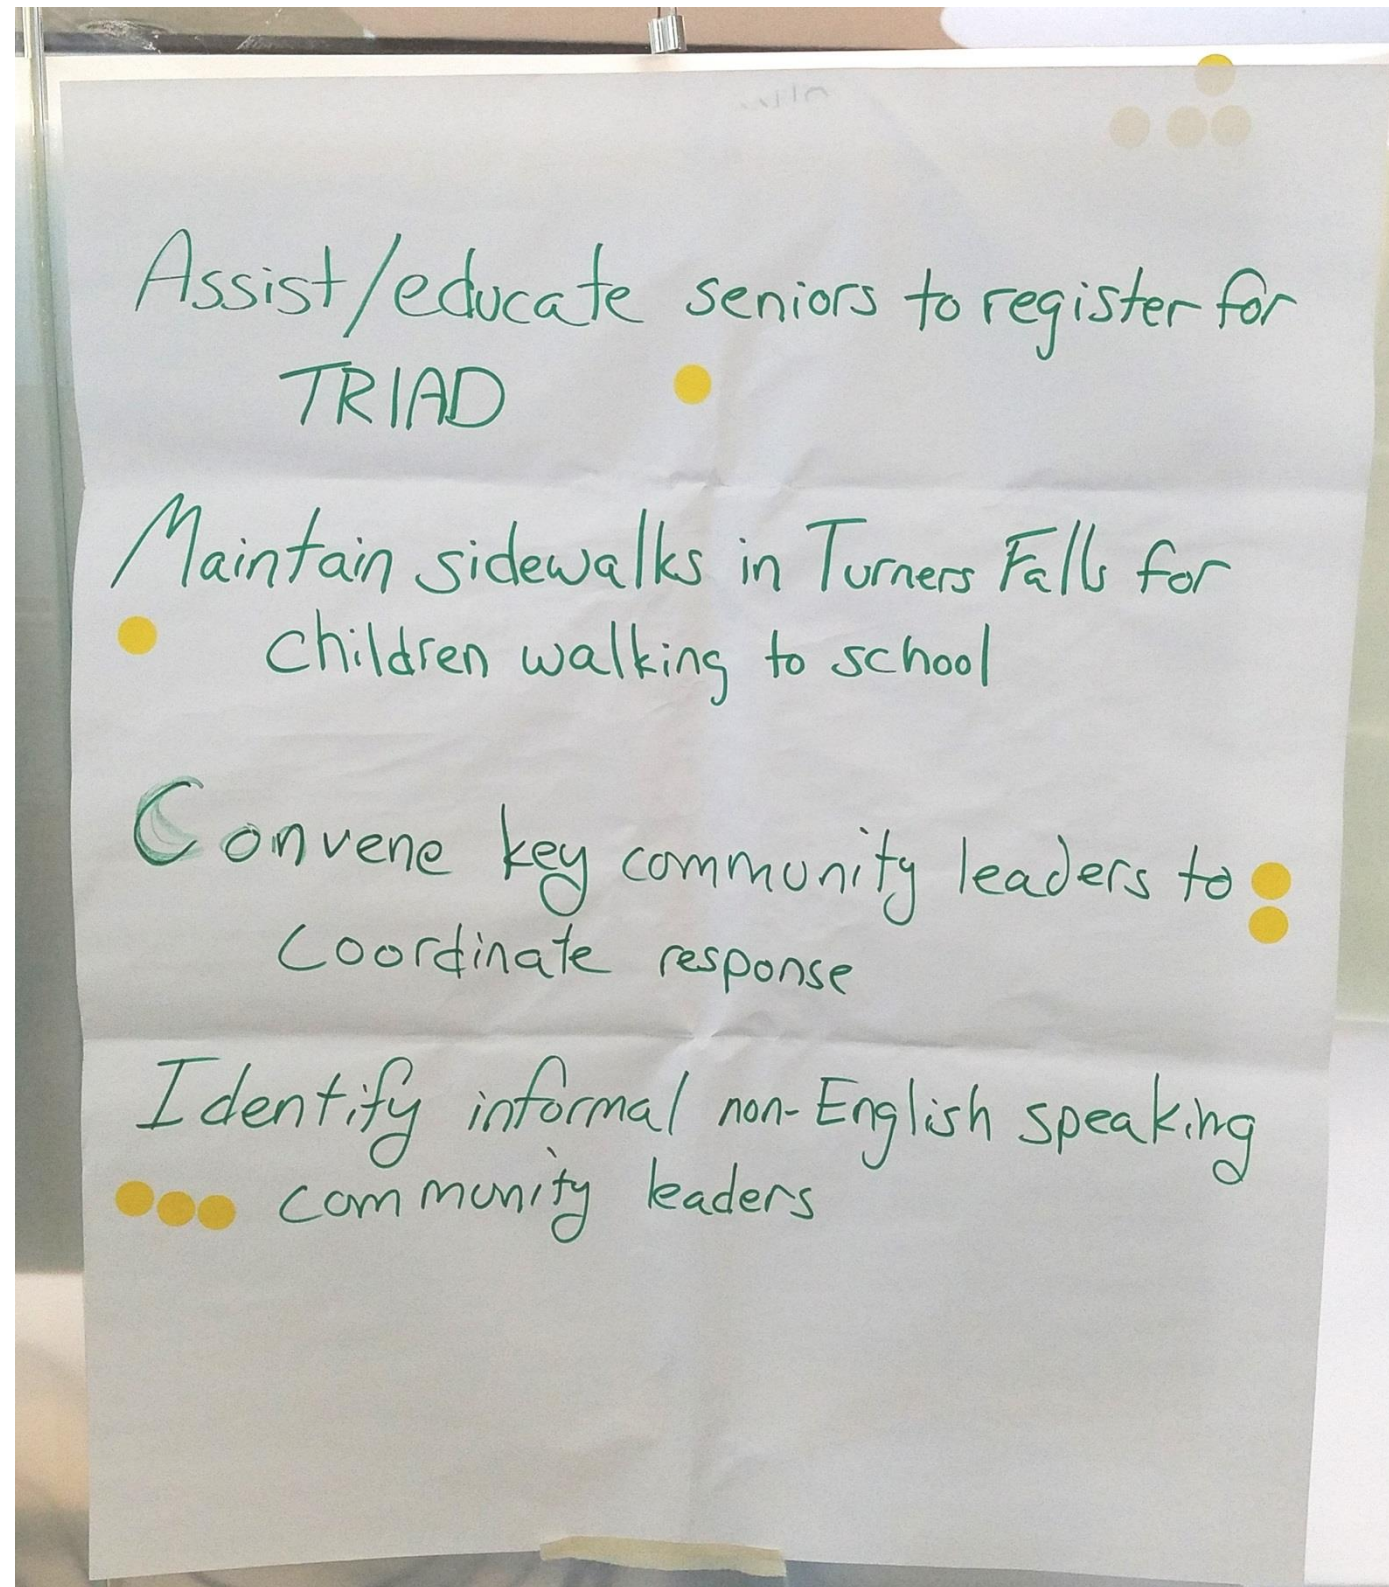 Assist/educate seniors to register for
TRIAD
Maintain sidewalks in Turners Falls for
children walking to school
Convene key community leaders to
coordinate response
Identify informal non-English speaking
community leaders